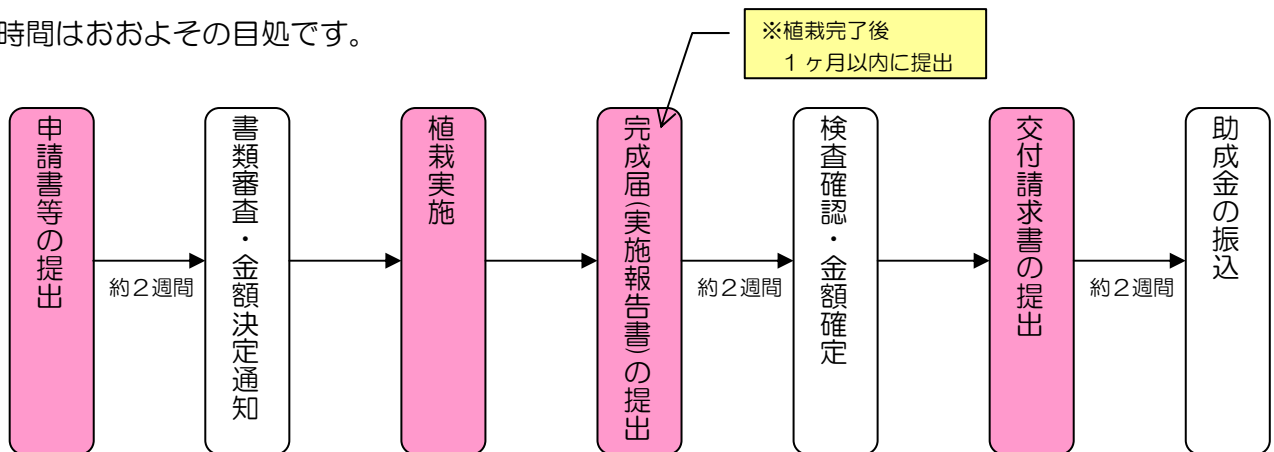 時間はおおよその目処です。
※植栽完了後
１ヶ月以内に提出
申請書等の提出
約２週間
書類審査・金額決定通知
植栽実施
完成届（実施報告書）の提出
約２週間
検査確認・金額確定
交付請求書の提出
約２週間
助成金の振込